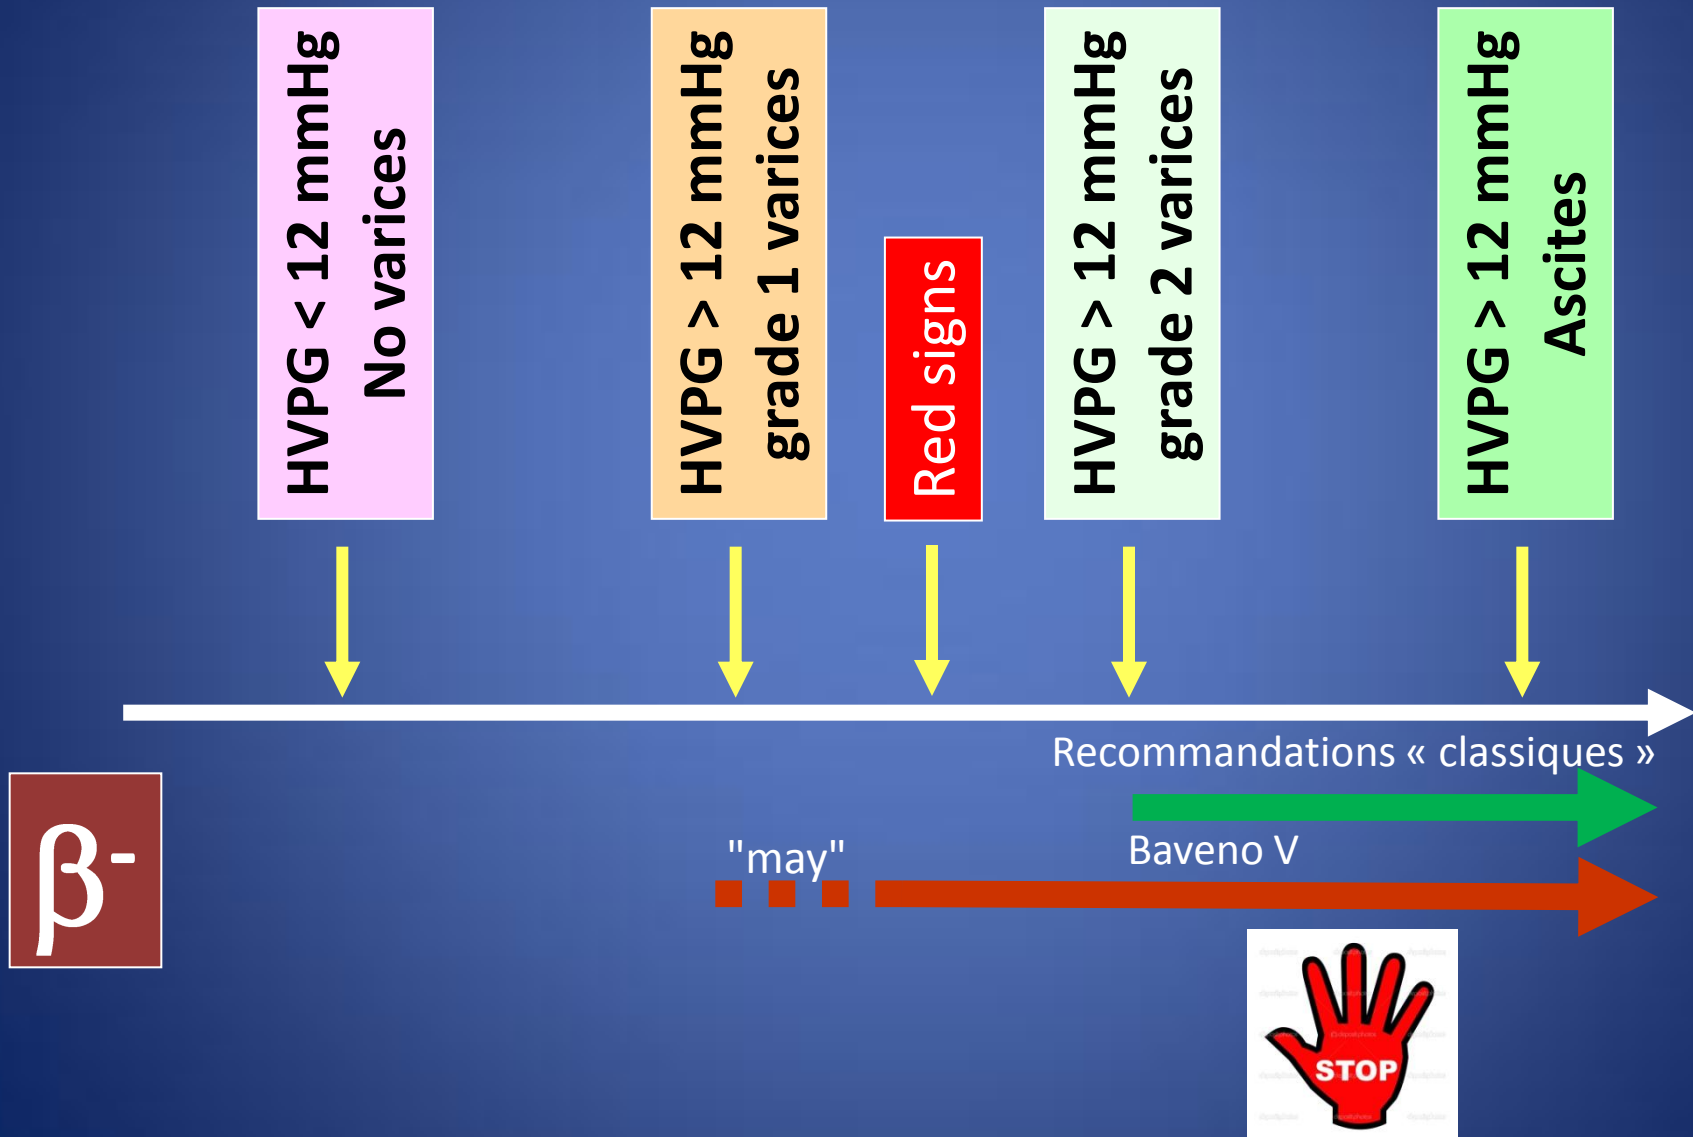 HVPG < 12 mmHg
No varices
HVPG > 12 mmHg
grade 1 varices
Red signs
HVPG > 12 mmHg
grade 2 varices
HVPG > 12 mmHg
Ascites
Recommandations « classiques »
Baveno V
"may"
β-
STOP